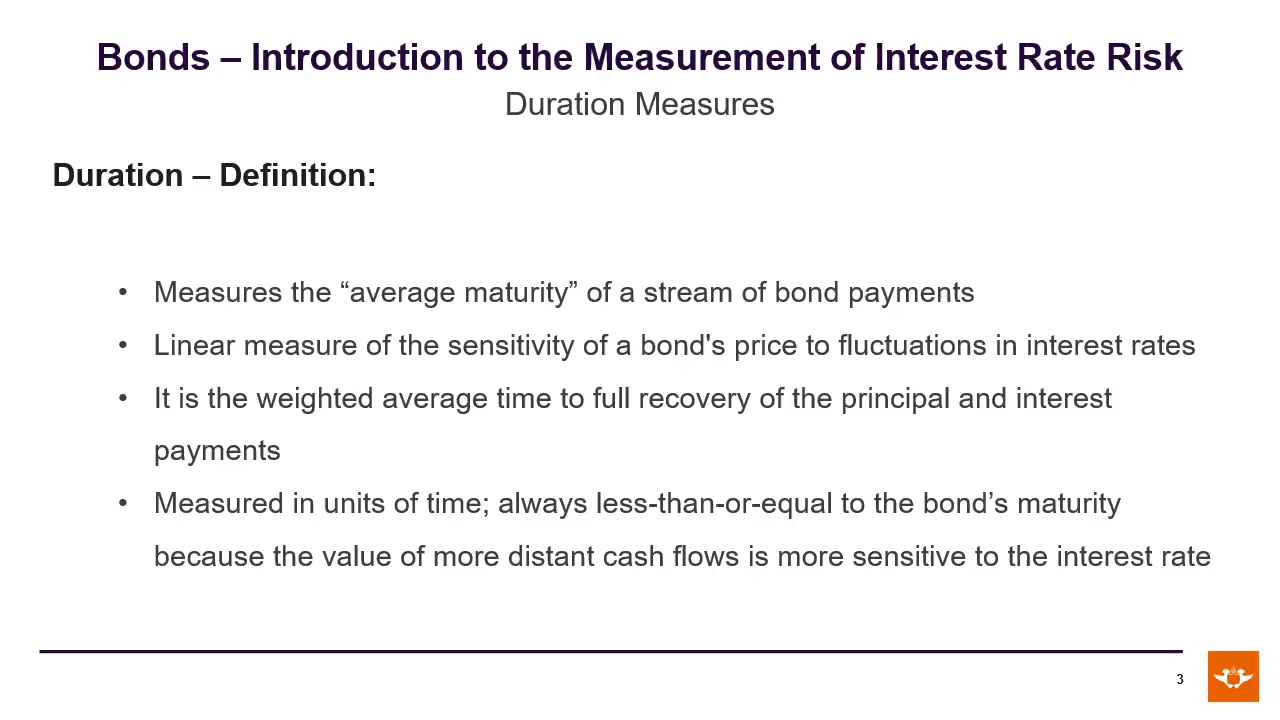 Bonds – Introduction to the Measurement of Interest Rate Risk
Duration Measures
Duration – Definition:
• Measures the “average maturity” of a stream of bond payments
• Linear measure of the sensitivity of a bond's price to fluctuations in interest rates
• It is the weighted average time to full recovery of the principal and interest
payments
• Measured in units of time; always less-than-or-equal to the bond’s maturity
because the value of more distant cash flows is more sensitive to the interest rate
3